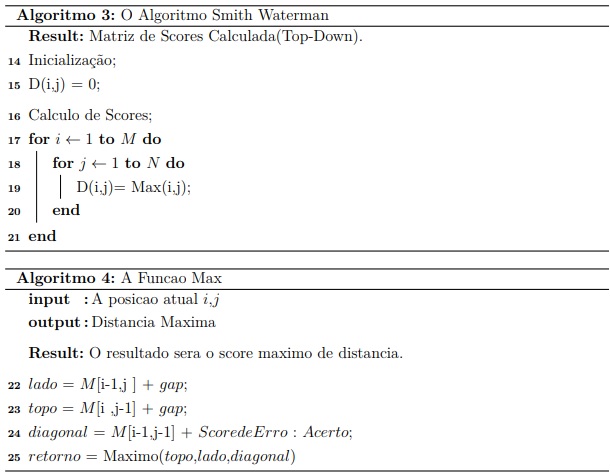 Algoritmo 3: O Algoritmo Smith Waterman
Result: Matriz de Scores Calculada(Top-Down).
14 Inicialização;
15 D(i,j) = 0;
16 Calculo de Scores;
17 for i ← 1 to M do
18 for j ← 1 to N do
19 D(i,j)= Max(i,j);
20 end
21 end
Algoritmo 4: A Funcao Max
input : A posicao atual i,j
output : Distancia Maxima
Result: O resultado sera o score maximo de distancia.
22 lado = M[i-1,j ] + gap;
23 topo = M[i ,j-1] + gap;
24 diagonal = M[i-1,j-1] + ScoredeErro : Acerto;
25 retorno = Maximo(topo,lado,diagonal)